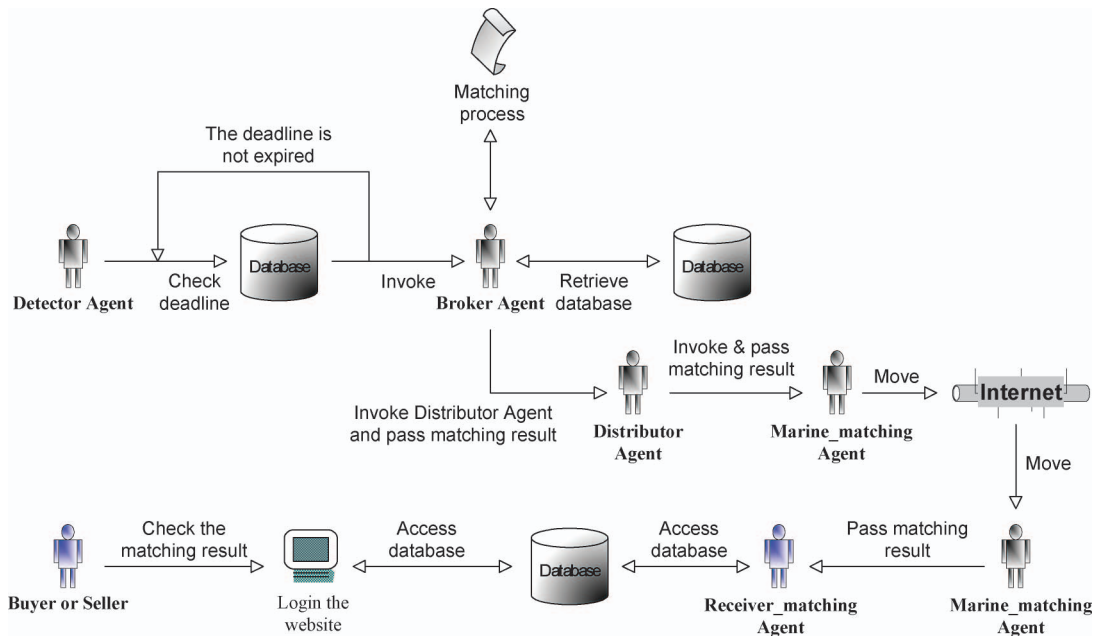 Matching
process
The deadline is
not expired
Database
Database
Check
deadline
Invoke
Retrieve
database
Detector Agent
Broker Agent
Invoke & pass
matching result
Move
Internet
Invoke Distributor Agent
and pass matching result
Distributor
Agent
Marine_matching
Agent
Move
Check the
matching result
Access
database
Database
Access
database
Pass matching
result
Buyer or Seller
Login the
website
Receiver_matching
Agent
Marine_matching
Agent